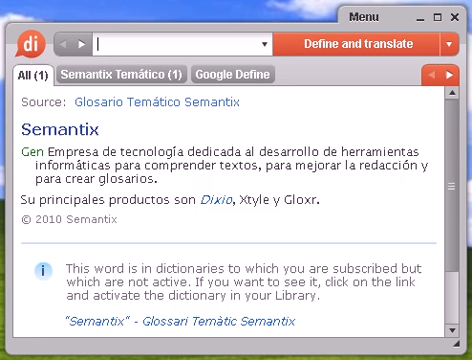 Menu
di
Define and translate
All (1)
Semantix Temático (1)
Google Define
Source: Glosario Temático Semantix
Semantix
Gen Empresa de tecnología dedicada al desarrollo de herramientas
informáticas para comprender textos, para mejorar la redacción y
para crear glosarios.
Su principales productos son Dixio, Xtyle y Gloxr.
© 2010 Semantix
i
This word is in dictionaries to which you are subscribed but
which are not active. If you want to see it, click on the link
and activate the dictionary in your Library.
"Semantix" - Glossari Temàtic Semantix